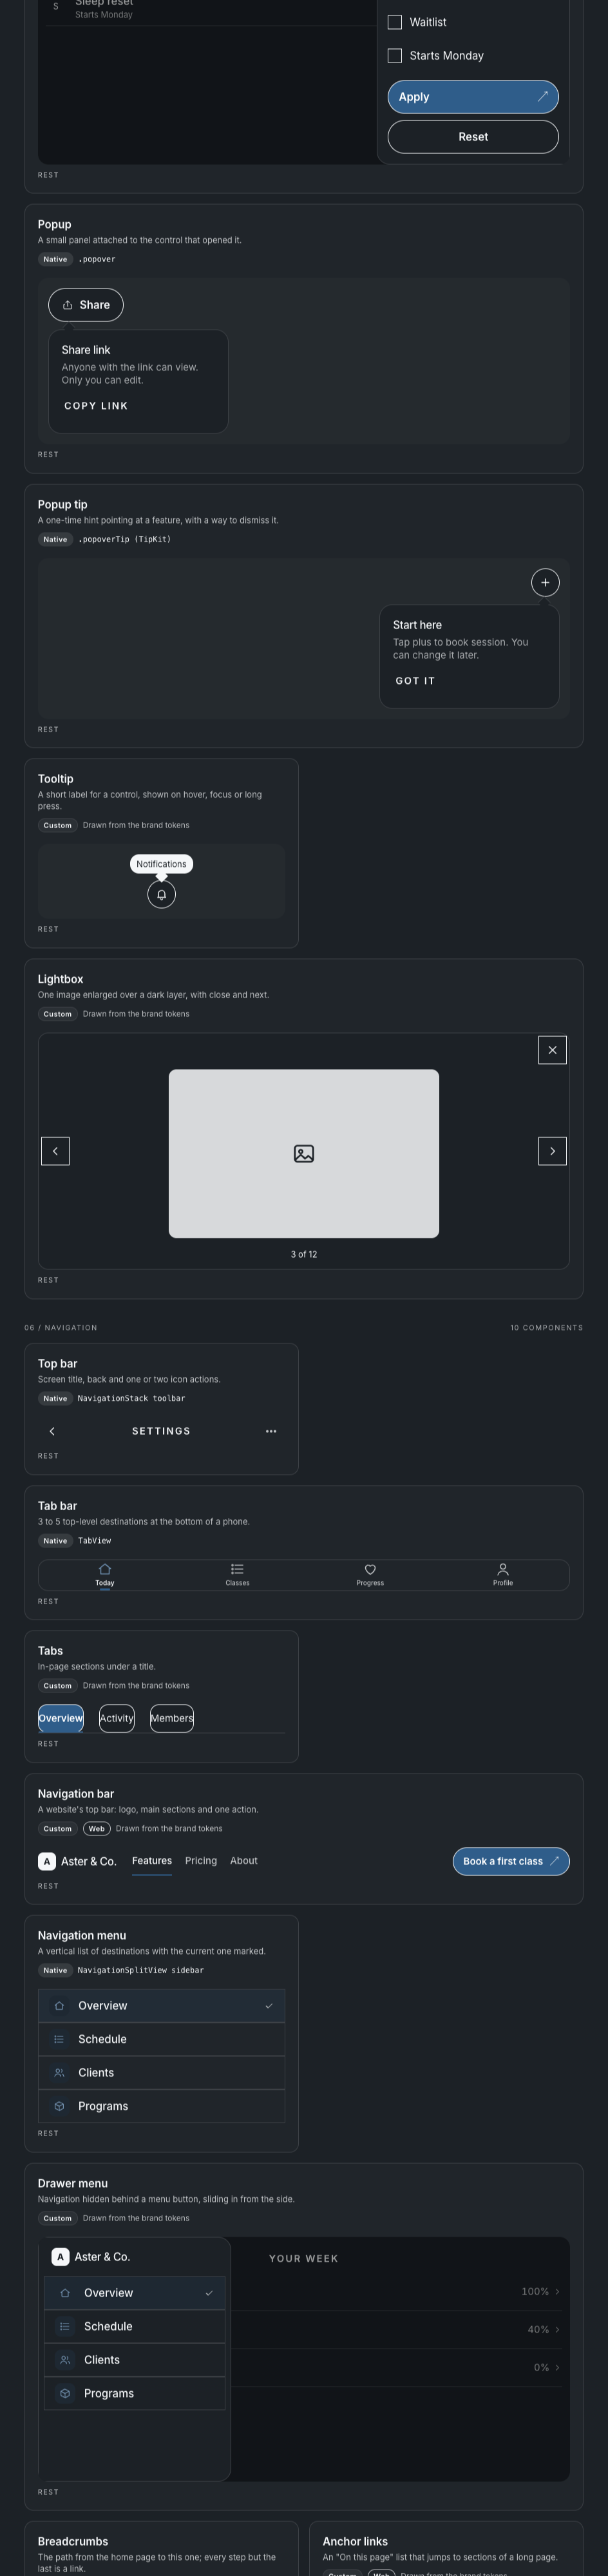 S
Sleep reset
Starts Monday
Waitlist
Starts Monday
Apply
Reset
REST
Popup
A small panel attached to the control that opened it.
Native .popover
Share
Share link
Anyone with the link can view.
Only you can edit.
COPY LINK
REST
Popup tip
A one-time hint pointing at a feature, with a way to dismiss it.
Native .popoverTip (TipKit)
Start here
Tap plus to book session. You
can change it later.
GOT IT
REST
Tooltip
A short label for a control, shown on hover, focus or long
press.
Custom Drawn from the brand tokens
Notifications
REST
Lightbox
One image enlarged over a dark layer, with close and next.
Custom Drawn from the brand tokens
3 of 12
REST
06 / NAVIGATION
10 COMPONENTS
Top bar
Screen title, back and one or two icon actions.
Native NavigationStack toolbar
SETTINGS
REST
Tab bar
3 to 5 top-level destinations at the bottom of a phone.
Native TabView
Today Classes Progress Profile
REST
Tabs
In-page sections under a title.
Custom Drawn from the brand tokens
Overview Activity Members
REST
Navigation bar
A website's top bar: logo, main sections and one action.
Custom Web Drawn from the brand tokens
A Aster & Co. Features Pricing About Book a first class
REST
Navigation menu
A vertical list of destinations with the current one marked.
Native NavigationSplitView sidebar
Overview
Schedule
Clients
Programs
REST
Drawer menu
Navigation hidden behind a menu button, sliding in from the side.
Custom Drawn from the brand tokens
A Aster & Co.
Overview
Schedule
Clients
Programs
YOUR WEEK
100%
40%
0%
REST
Breadcrumbs
The path from the home page to this one; every step but the
last is a link.
Anchor links
An "On this page" list that jumps to sections of a long page.
Custom Web Drawn from the brand tokens